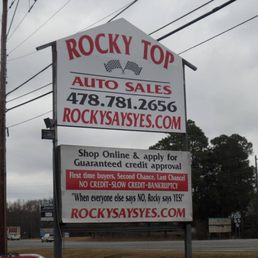 ROCKY TOP
AUTO SALES
478.781.2656
ROCKYSAYSYES.COM
Shop Online & apply for
Guaranteed credit approval
First time buyers, Second Chance, Last Chance!
NO CREDIT-SLOW CREDIT-BANKRUPTCY
"When everyone else says NO, Rocky says YES!"
ROCKYSAYSYES.COM